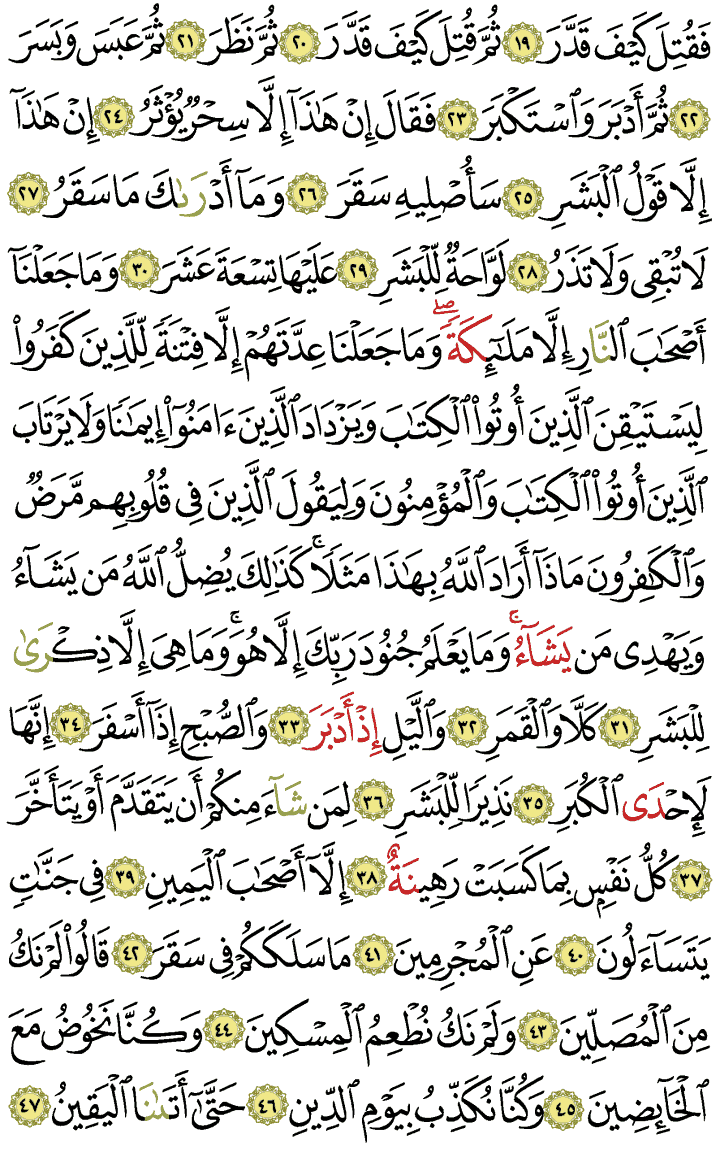 فَقُتِلَ كَيْفَ قَدَّرَ ١٩ ثُمَّ قُتِلَ كَيْفَ قَدَّرَ ٢٠ ثُمَّ نَظَرَ ٢١ ثُمَّ عَبَسَ وَبَسَرَ
٢٢ ثُمَّ أَدْبَرَ وَٱسْتَكْبَرَ ٢٣ فَقَالَ إِنْ هَٰذَآ إِلَّا سِحْرٌ يُؤْثَرُ ٢٤ إِنْ هَٰذَآ
إِلَّا قَوْلُ ٱلْبَشَرِ ٢٥ سَأُصْلِيهِ سَقَرَ ٢٦ وَمَآ أَدْرَىٰكَ مَا سَقَرُ ٢٧
لَا تُبْقِى وَلَا تَذَرُ ٢٨ لَوَّاحَةٌ لِّلْبَشَرِ ٢٩ عَلَيْهَا تِسْعَةَ عَشَرَ ٣٠ وَمَا جَعَلْنَآ
أَصْحَٰبَ ٱلنَّارِ إِلَّا مَلَٰٓئِكَةً ۖ وَمَا جَعَلْنَا عِدَّتَهُمْ إِلَّا فِتْنَةً لِّلَّذِينَ كَفَرُوا۟
لِيَسْتَيْقِنَ ٱلَّذِينَ أُوتُوا۟ ٱلْكِتَٰبَ وَيَزْدَادَ ٱلَّذِينَ ءَامَنُوٓا۟ إِيمَٰنًا وَلَا يَرْتَابَ
ٱلَّذِينَ أُوتُوا۟ ٱلْكِتَٰبَ وَٱلْمُؤْمِنُونَ وَلِيَقُولَ ٱلَّذِينَ فِى قُلُوبِهِم مَّرَضٌ
وَٱلْكَٰفِرُونَ مَاذَآ أَرَادَ ٱللَّهُ بِهَٰذَا مَثَلًا ۚ كَذَٰلِكَ يُضِلُّ ٱللَّهُ مَن يَشَآءُ
وَيَهْدِى مَن يَشَآءُ ۚ وَمَا يَعْلَمُ جُنُودَ رَبِّكَ إِلَّا هُوَ ۚ وَمَا هِىَ إِلَّا ذِكْرَىٰ
لِلْبَشَرِ ٣١ كَلَّا وَٱلْقَمَرِ ٣٢ وَٱلَّيْلِ إِذْ أَدْبَرَ ٣٣ وَٱلصُّبْحِ إِذَآ أَسْفَرَ ٣٤ إِنَّهَا
لَإِحْدَى ٱلْكُبَرِ ٣٥ نَذِيرًا لِّلْبَشَرِ ٣٦ لِمَن شَآءَ مِنكُمْ أَن يَتَقَدَّمَ أَوْ يَتَأَخَّرَ
٣٧ كُلُّ نَفْسٍۭ بِمَا كَسَبَتْ رَهِينَةٌ ٣٨ إِلَّآ أَصْحَٰبَ ٱلْيَمِينِ ٣٩ فِى جَنَّٰتٍ
يَتَسَآءَلُونَ ٤٠ عَنِ ٱلْمُجْرِمِينَ ٤١ مَا سَلَكَكُمْ فِى سَقَرَ ٤٢ قَالُوا۟ لَمْ نَكُ
مِنَ ٱلْمُصَلِّينَ ٤٣ وَلَمْ نَكُ نُطْعِمُ ٱلْمِسْكِينَ ٤٤ وَكُنَّا نَخُوضُ مَعَ
ٱلْخَآئِضِينَ ٤٥ وَكُنَّا نُكَذِّبُ بِيَوْمِ ٱلدِّينِ ٤٦ حَتَّىٰٓ أَتَىٰنَا ٱلْيَقِينُ ٤٧